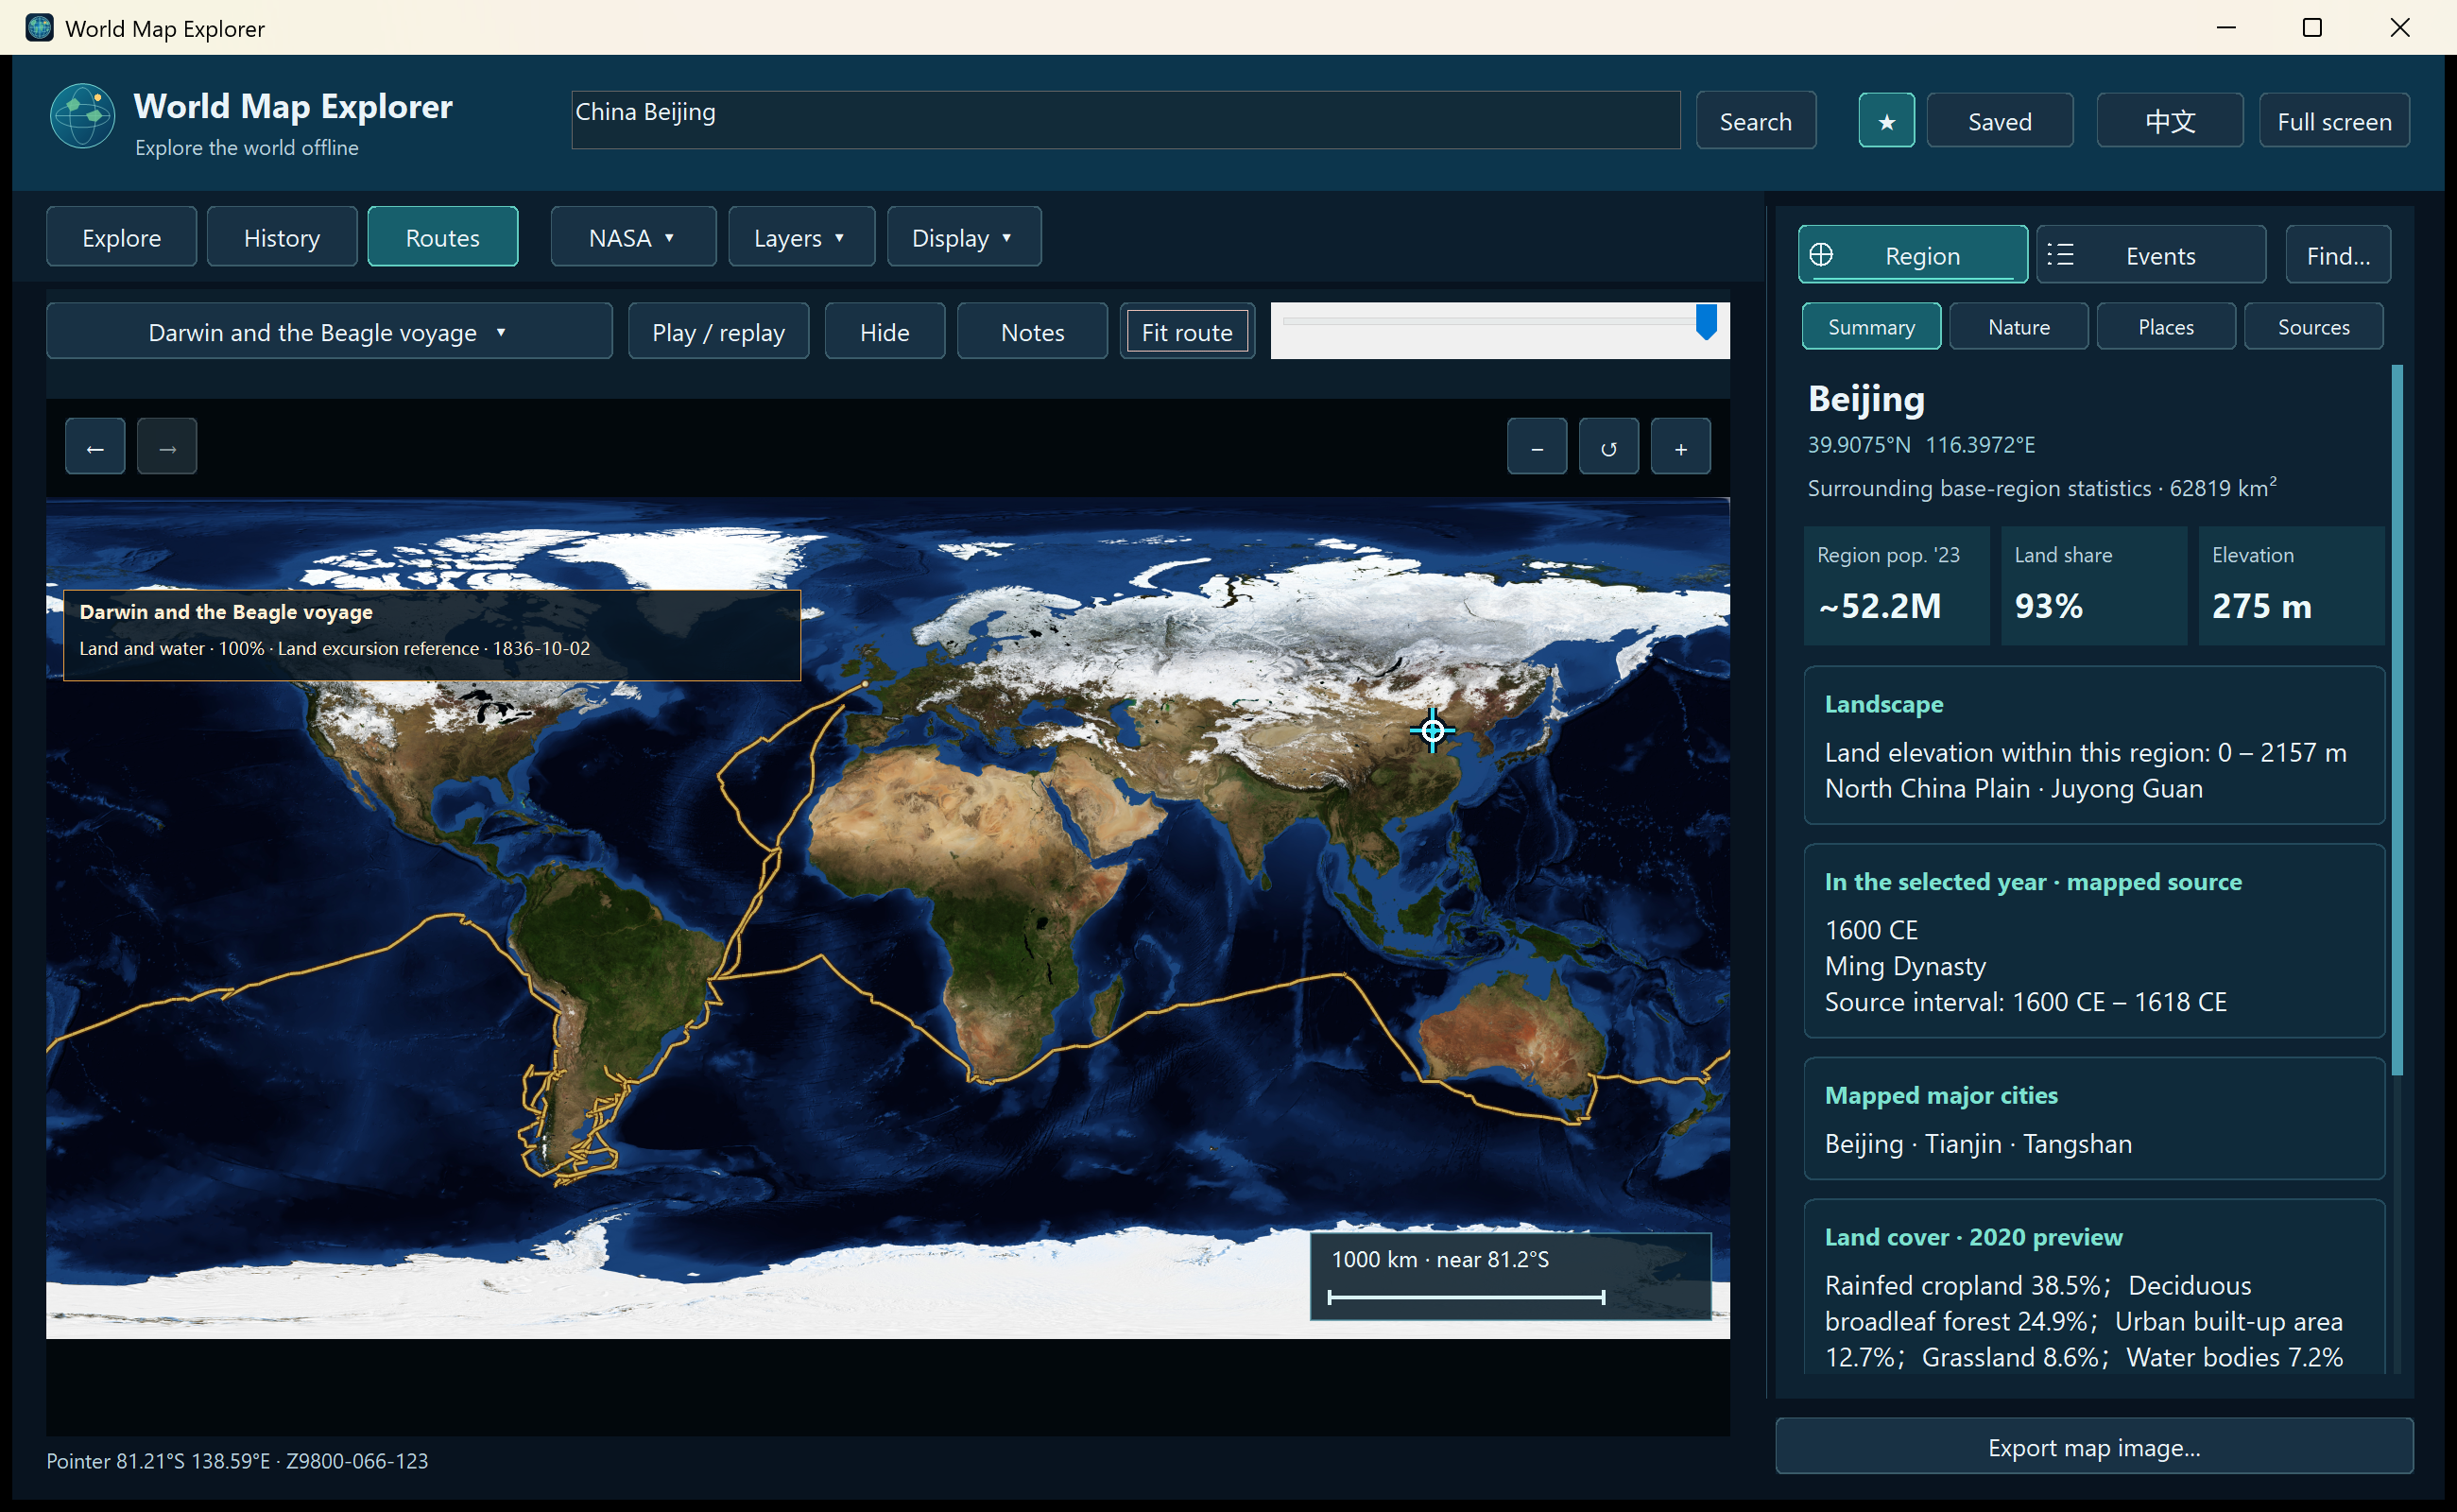 World Map Explorer
World Map Explorer
Explore the world offline
China Beijing
Search
★
Saved
中文
Full screen
Explore
History
Routes
NASA ▼
Layers ▼
Display ▼
Darwin and the Beagle voyage ▼
Play / replay
Hide
Notes
Fit route
← →
− ↺ +
Darwin and the Beagle voyage
Land and water · 100% · Land excursion reference · 1836-10-02
1000 km · near 81.2°S
Pointer 81.21°S 138.59°E · Z9800-066-123
Region
Events
Find...
Summary
Nature
Places
Sources
Beijing
39.9075°N 116.3972°E
Surrounding base-region statistics · 62819 km²
Region pop. '23
~52.2M
Land share
93%
Elevation
275 m
Landscape
Land elevation within this region: 0 – 2157 m
North China Plain · Juyong Guan
In the selected year · mapped source
1600 CE
Ming Dynasty
Source interval: 1600 CE – 1618 CE
Mapped major cities
Beijing · Tianjin · Tangshan
Land cover · 2020 preview
Rainfed cropland 38.5%；Deciduous
broadleaf forest 24.9%；Urban built-up area
12.7%；Grassland 8.6%；Water bodies 7.2%
Export map image...